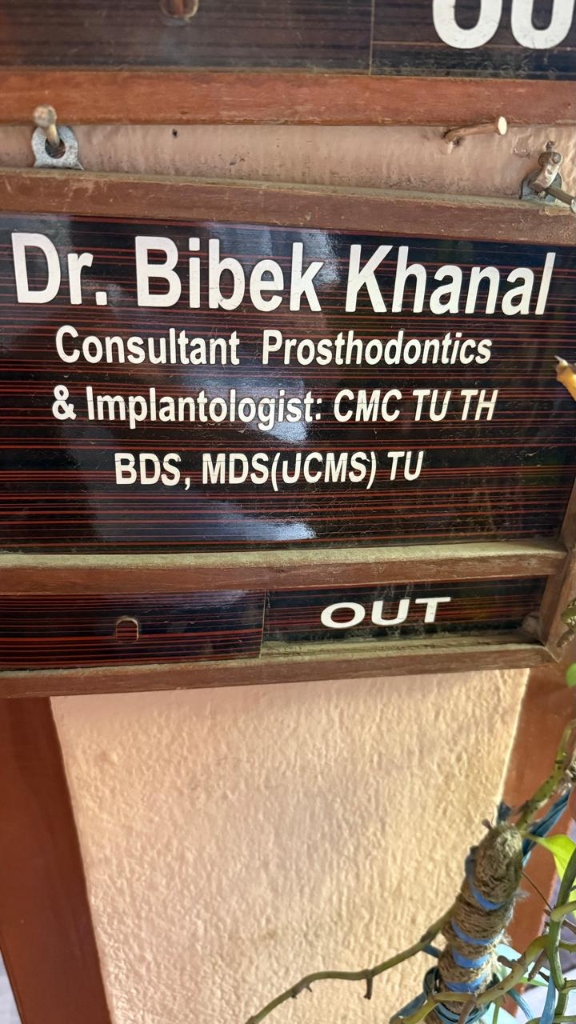 Dr. Bibek Khanal
Consultant Prosthodontics
& Implantologist: CMC TU TH
BDS, MDS(UCMS) TU
OUT